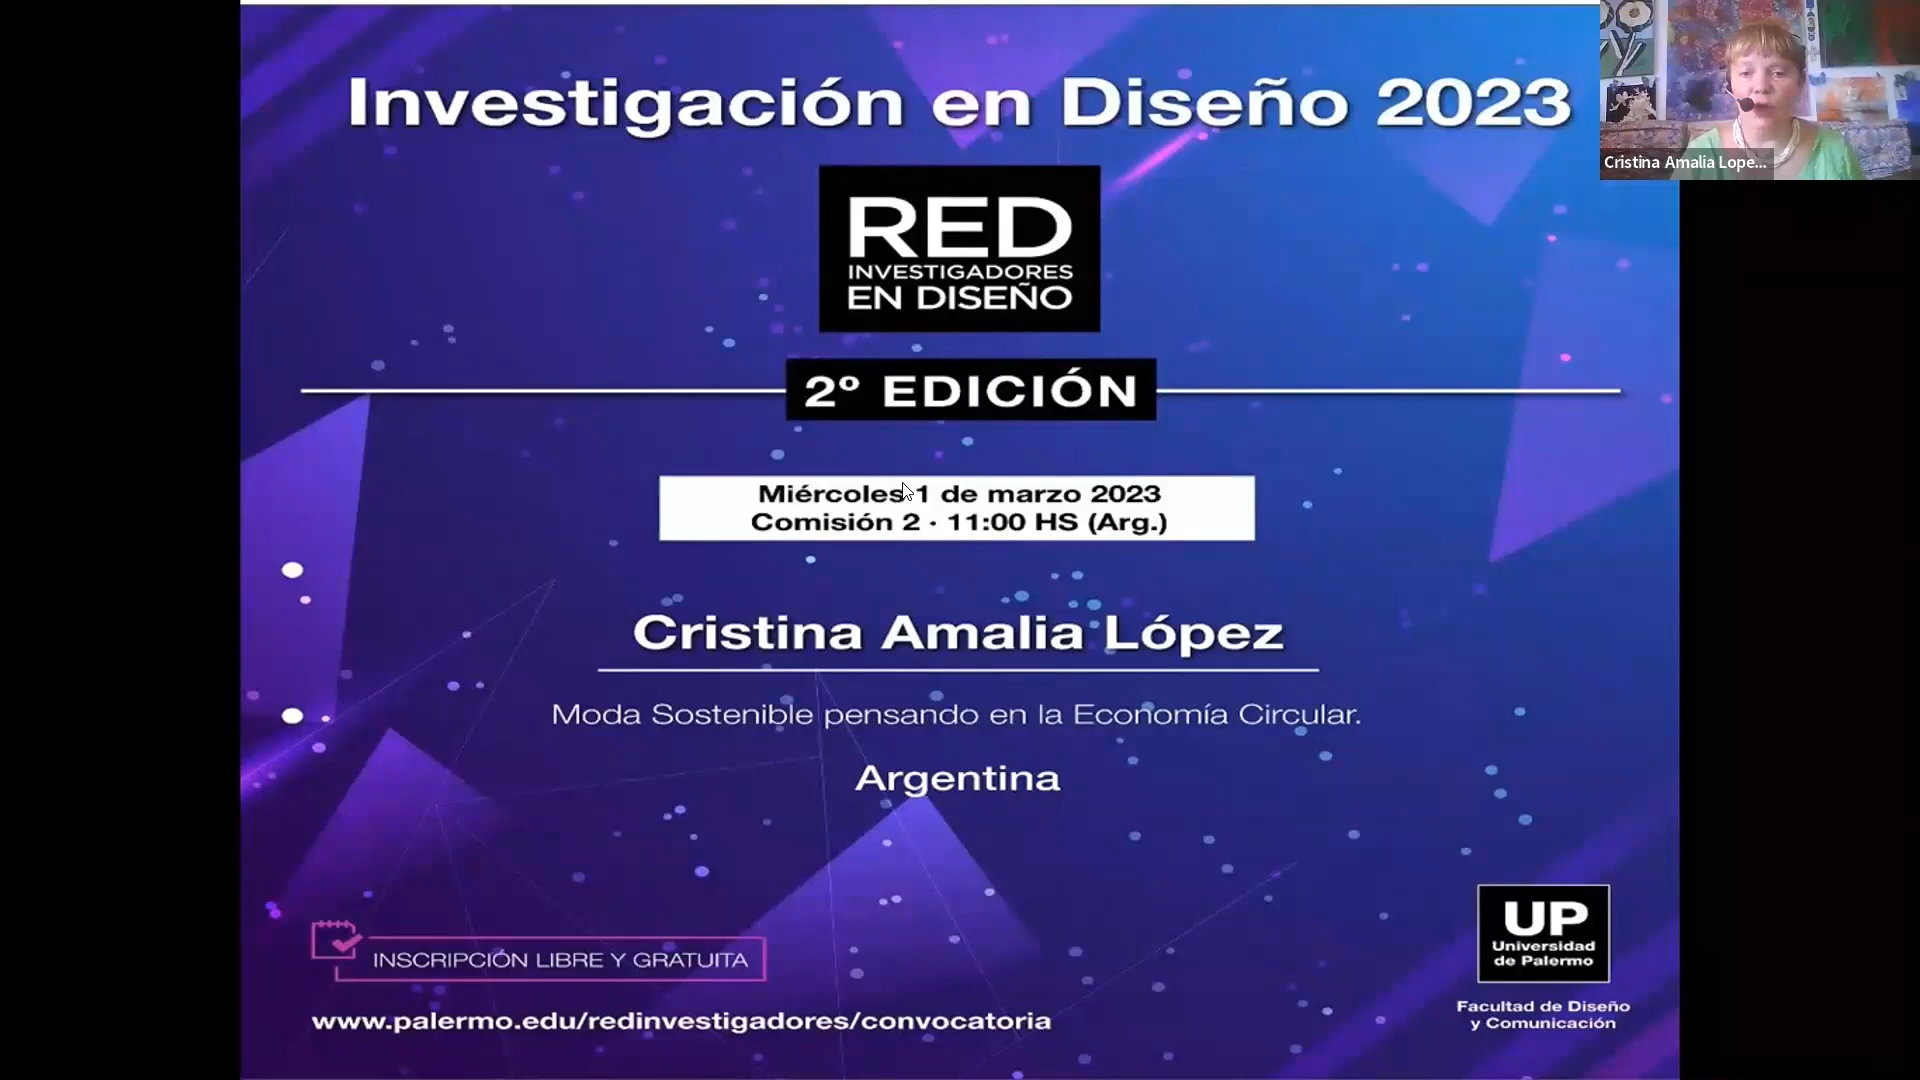 Investigación en Diseño 2023
Cristina Amalia Lope...
RED
INVESTIGADORES
EN DISEÑO
2º EDICIÓN
Miércoles 1 de marzo 2023
Comisión 2 · 11:00 HS (Arg.)
Cristina Amalia López
Moda Sostenible pensando en la Economía Circular.
Argentina
INSCRIPCIÓN LIBRE Y GRATUITA
www.palermo.edu/redinvestigadores/convocatoria
UP
Universidad
de Palermo
Facultad de Diseño
y Comunicación